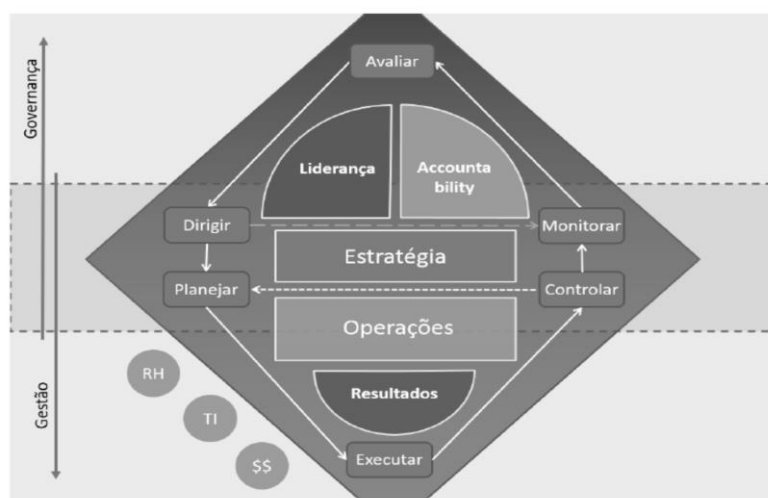 Avaliar
Governança
Liderança
Accounta
bility
Dirigir
Monitorar
Estratégia
Planejar
Controlar
Operações
RH
Resultados
Gestão
TI
$$
Executar